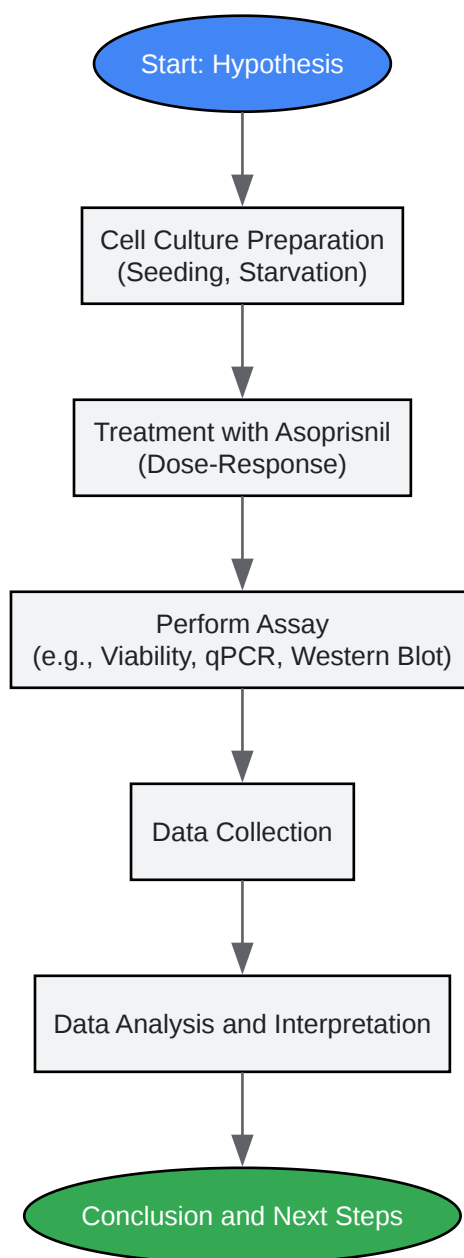 Start: Hypothesis
Cell Culture Preparation
(Seeding, Starvation)
Treatment with Asoprisnil
(Dose-Response)
Perform Assay
(e.g., Viability, qPCR, Western Blot)
Data Collection
Data Analysis and Interpretation
Conclusion and Next Steps